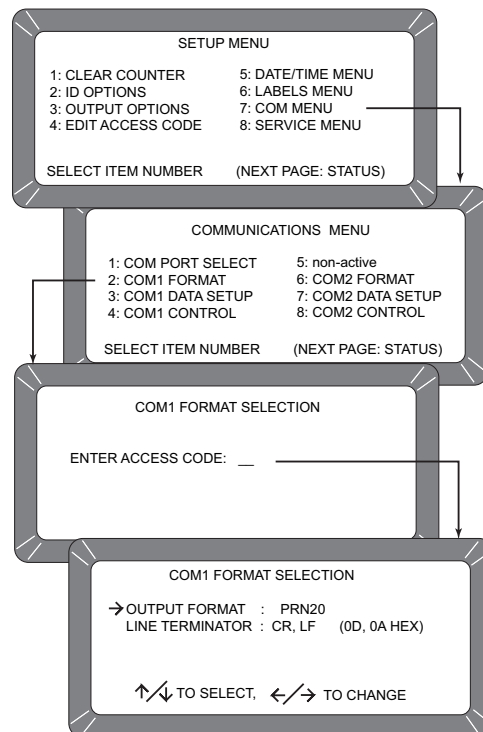 SETUP MENU
1: CLEAR COUNTER 5: DATE/TIME MENU
2: ID OPTIONS 6: LABELS MENU
3: OUTPUT OPTIONS 7: COM MENU
4: EDIT ACCESS CODE 8: SERVICE MENU
SELECT ITEM NUMBER (NEXT PAGE: STATUS)
COMMUNICATIONS MENU
1: COM PORT SELECT 5: non-active
2: COM1 FORMAT 6: COM2 FORMAT
3: COM1 DATA SETUP 7: COM2 DATA SETUP
4: COM1 CONTROL 8: COM2 CONTROL
SELECT ITEM NUMBER (NEXT PAGE: STATUS)
COM1 FORMAT SELECTION
ENTER ACCESS CODE: __
COM1 FORMAT SELECTION
→OUTPUT FORMAT : PRN20
LINE TERMINATOR : CR, LF (0D, 0A HEX)
↑/↓ TO SELECT, ←/→ TO CHANGE